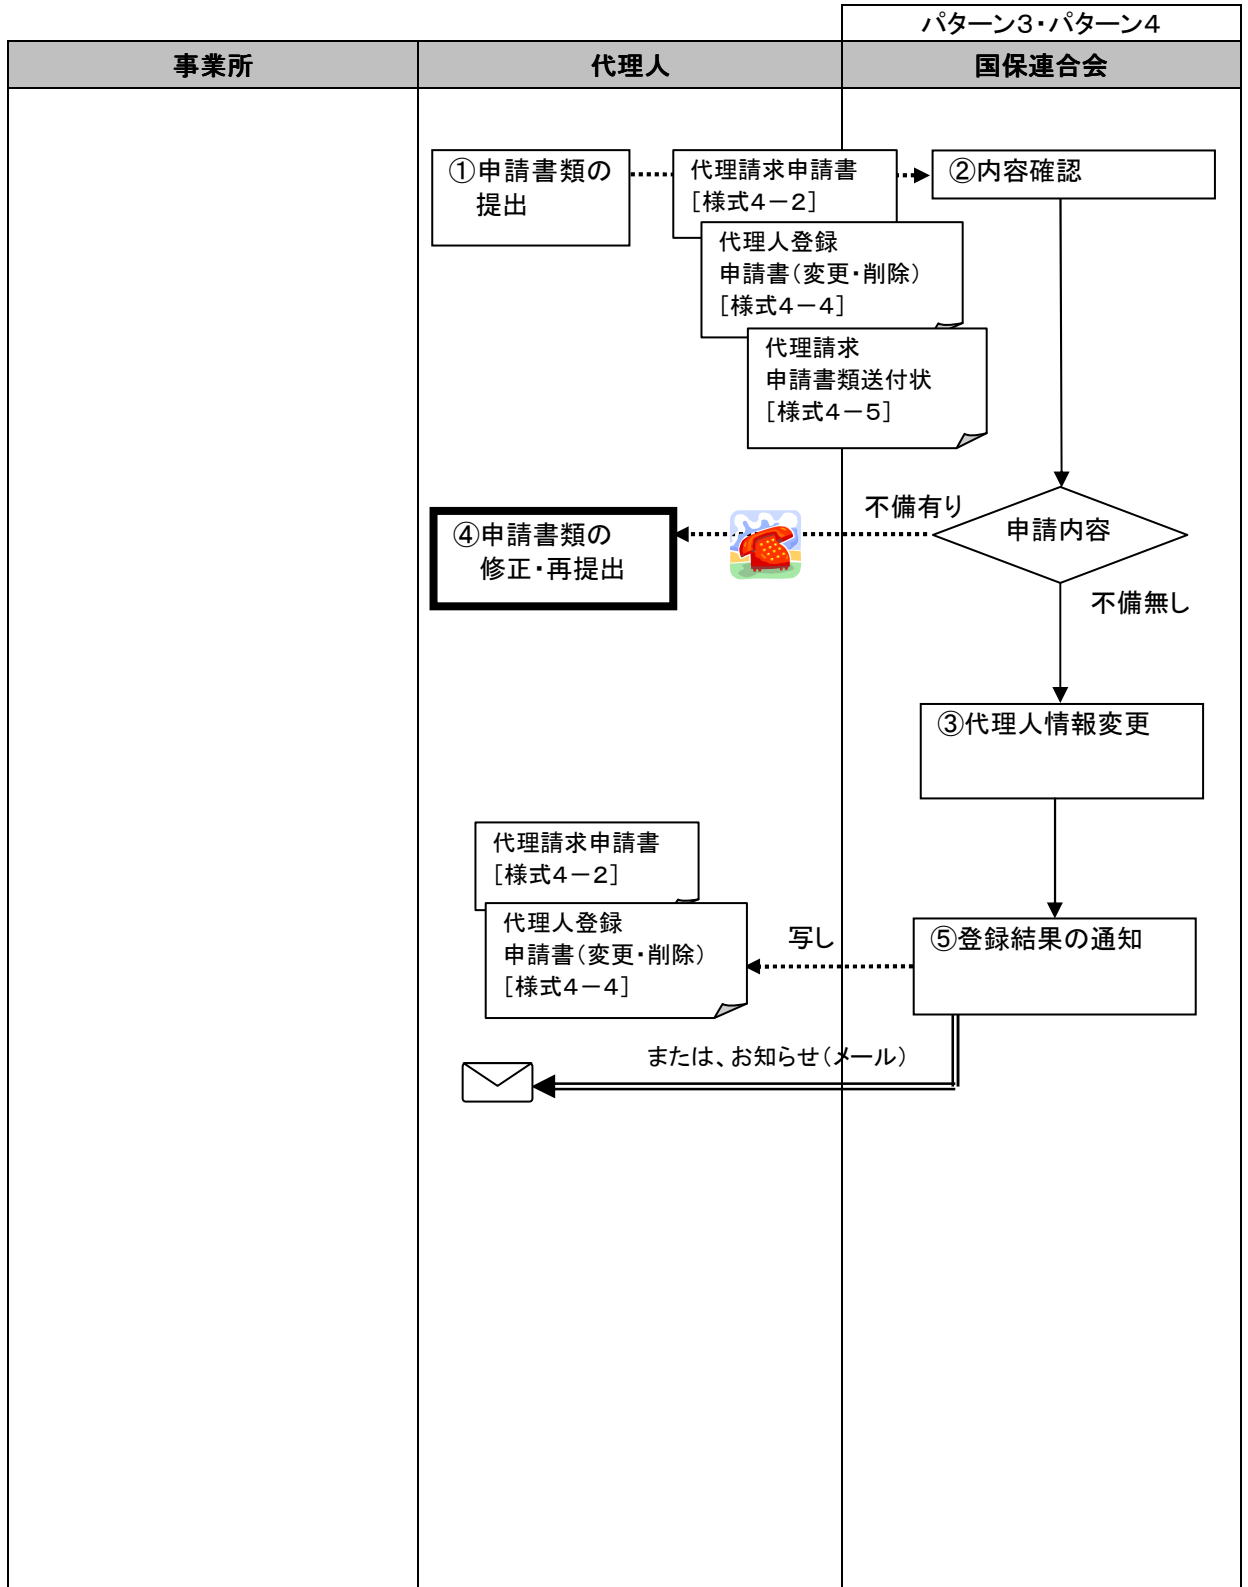 パターン3・パターン4
事業所
代理人
国保連合会
①申請書類の
提出
代理請求申請書
[様式4－2]
代理人登録
申請書（変更・削除）
[様式4－4]
代理請求
申請書類送付状
[様式4－5]
②内容確認
不備有り
申請内容
④申請書類の
修正・再提出
不備無し
③代理人情報変更
代理請求申請書
[様式4－2]
代理人登録
申請書（変更・削除）
[様式4－4]
写し
⑤登録結果の通知
または、お知らせ（メール）